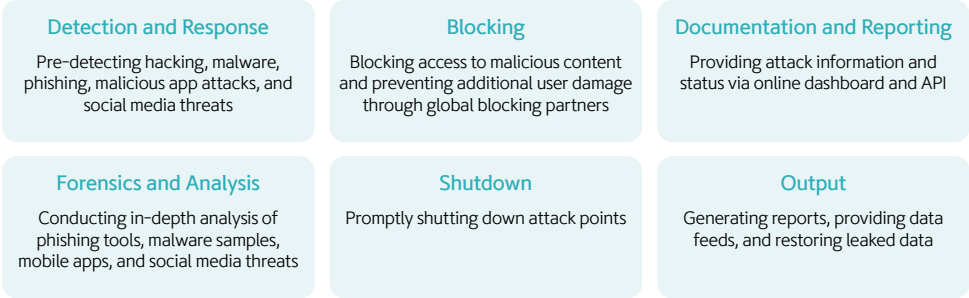 Detection and Response
Pre-detecting hacking, malware,
phishing, malicious app attacks, and
social media threats
Blocking
Blocking access to malicious content
and preventing additional user damage
through global blocking partners
Documentation and Reporting
Providing attack information and
status via online dashboard and API
Forensics and Analysis
Conducting in-depth analysis of
phishing tools, malware samples,
mobile apps, and social media threats
Shutdown
Promptly shutting down attack points
Output
Generating reports, providing data
feeds, and restoring leaked data